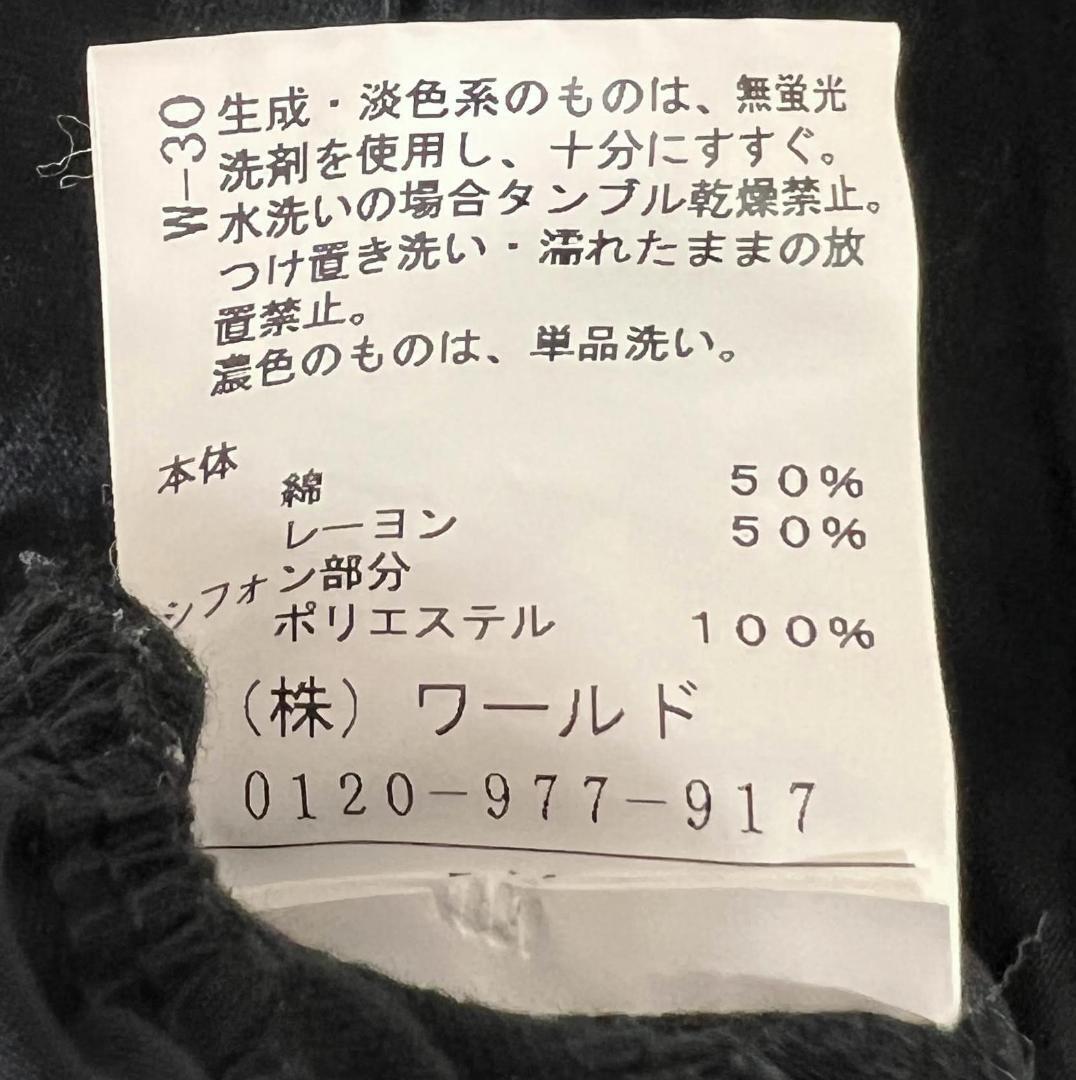 W-30
生成・淡色系のものは、無蛍光
洗剤を使用し、十分にすすぐ。
水洗いの場合タンブル乾燥禁止。
つけ置き洗い・濡れたままの放
置禁止。
濃色のものは、単品洗い。
本体
綿 50%
レーヨン 50%
シフォン部分
ポリエステル 100%
(株) ワールド
0120-977-917